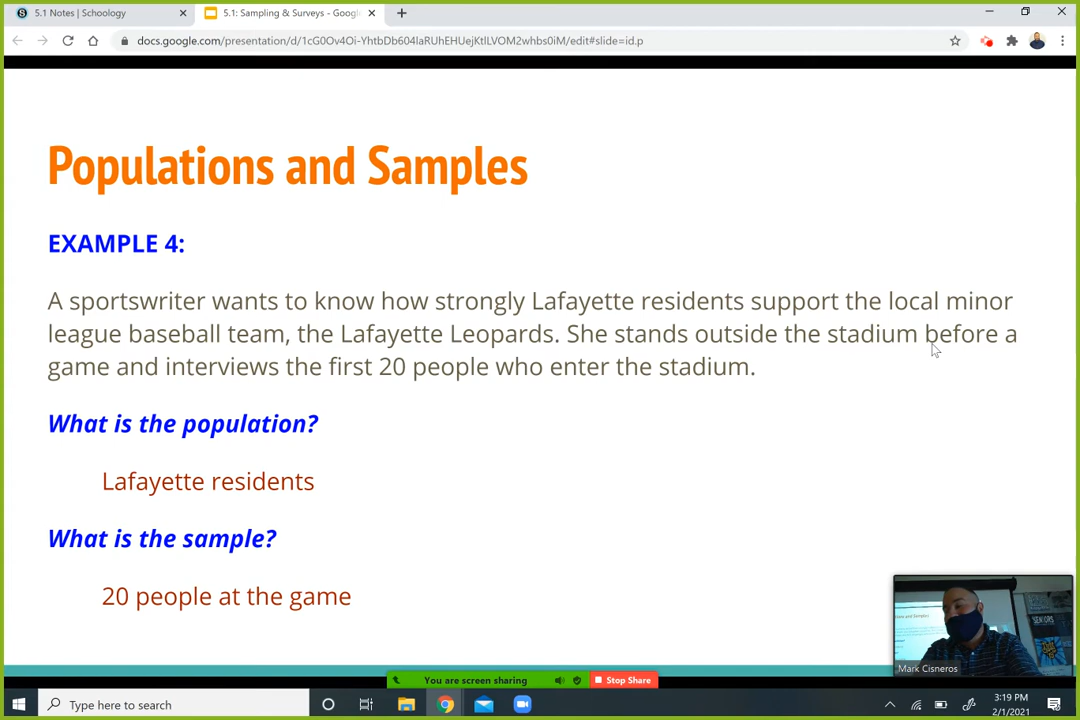 5.1 Notes | Schoology
5.1: Sampling & Surveys - Googl
docs.google.com/presentation/d/1cG0Ov4Oi-YhtbDb604IaRUhEHUejKtlLVOM2whbs0iM/edit#slide=id.p
Populations and Samples
EXAMPLE 4:
A sportswriter wants to know how strongly Lafayette residents support the local minor
league baseball team, the Lafayette Leopards. She stands outside the stadium before a
game and interviews the first 20 people who enter the stadium.
What is the population?
Lafayette residents
What is the sample?
20 people at the game
SENIORS
Mark Cisneros
You are screen sharing
Stop Share
Type here to search
3:19 PM
2/1/2021